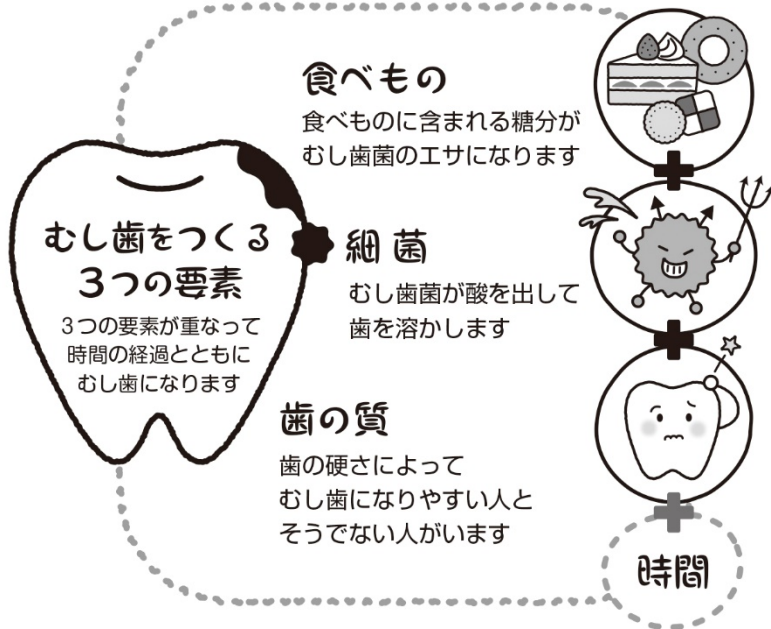 食べもの
食べものに含まれる糖分が
むし歯菌のエサになります
むし歯をつくる
3つの要素
3つの要素が重なって
時間の経過とともに
むし歯になります
細菌
むし歯菌が酸を出して
歯を溶かします
歯の質
歯の硬さによって
むし歯になりやすい人と
そうでない人がいます
時間